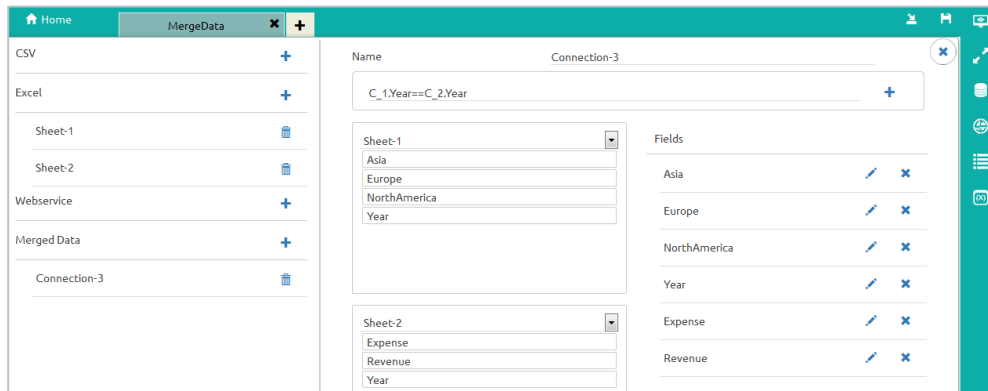 Home
MergeData
CSV
Excel
Sheet-1
Sheet-2
Webservice
Merged Data
Connection-3
Name
Connection-3
C_1.Year==C_2.Year
Sheet-1
Asia
Europe
NorthAmerica
Year
Sheet-2
Expense
Revenue
Year
Fields
Asia
Europe
NorthAmerica
Year
Expense
Revenue